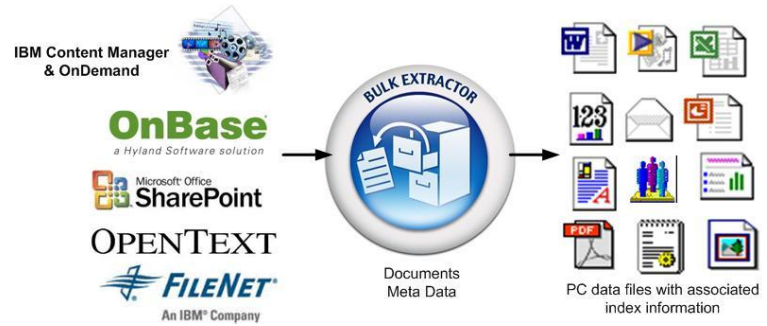 IBM Content Manager
& OnDemand
OnBase®
a Hyland Software solution
Microsoft® Office
SharePoint
OPENTEXT
FILENET®
An IBM® Company
BULK EXTRACTOR
Documents
Meta Data
W
X
123
P
A
PDF
PC data files with associated
index information